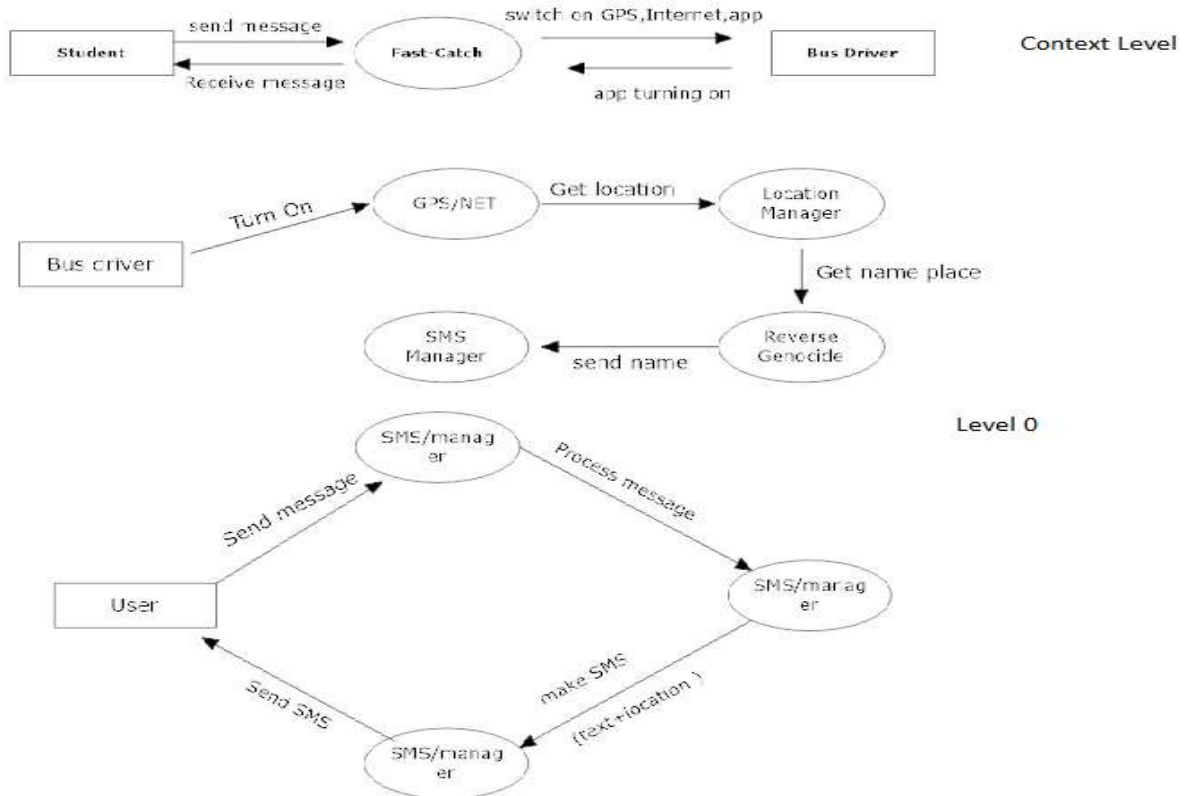 send message
switch on GPS,Internet,app
Student
Fast-Catch
Bus Driver
Context Level
Receive message
app turning on
Turn On
GPS/NET
Get location
Location
Manager
Bus driver
Get name place
SMS
Manager
send name
Reverse
Genocide
Level 0
SMS/manag
er
Send message
Process message
User
SMS/manag
er
make SMS
(text+location )
Send SMS
SMS/manag
er